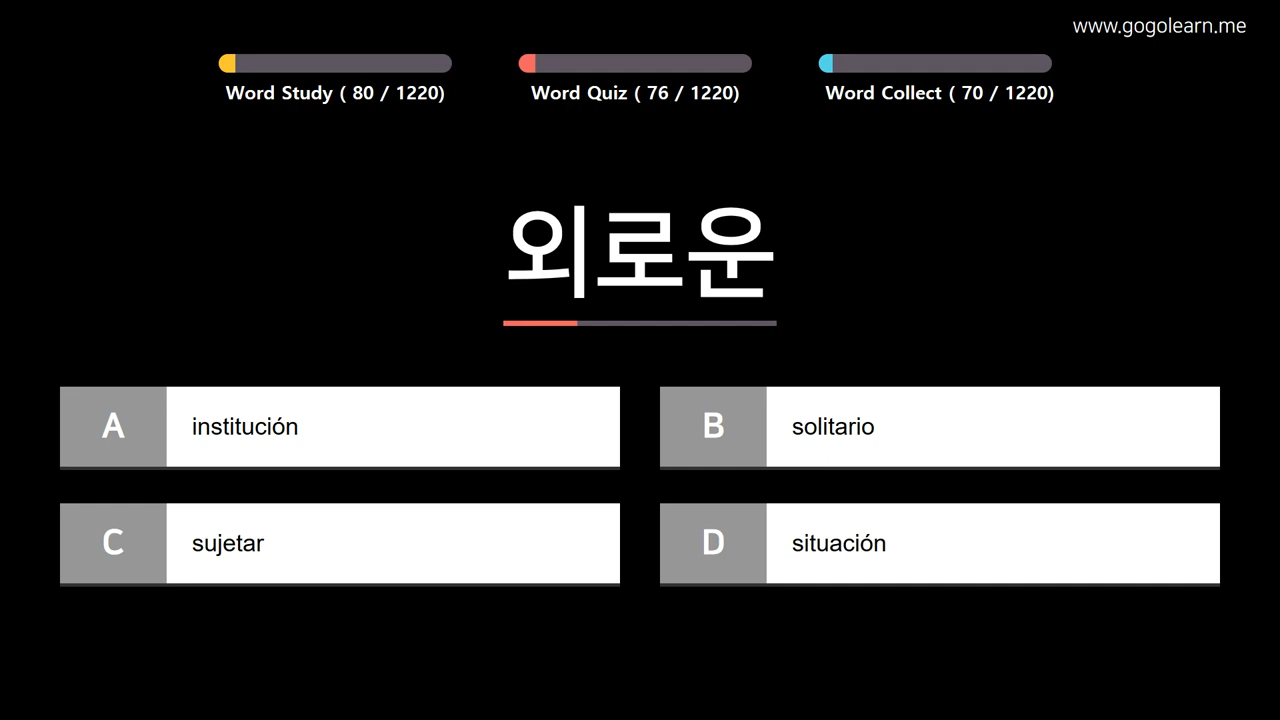 www.gogolearn.me
Word Study ( 80 / 1220)
Word Quiz ( 76 / 1220)
Word Collect ( 70 / 1220)
외로운
A institución
B solitario
C sujetar
D situación